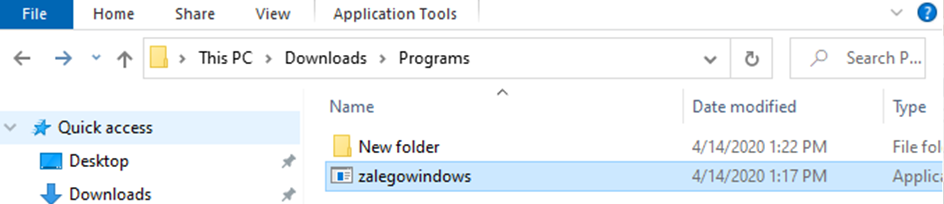 File Home Share View Application Tools
This PC > Downloads > Programs Search P...
Name Date modified Type
Quick access
New folder 4/14/2020 1:22 PM File fol
Desktop
zalegowindows 4/14/2020 1:17 PM Applica
Downloads